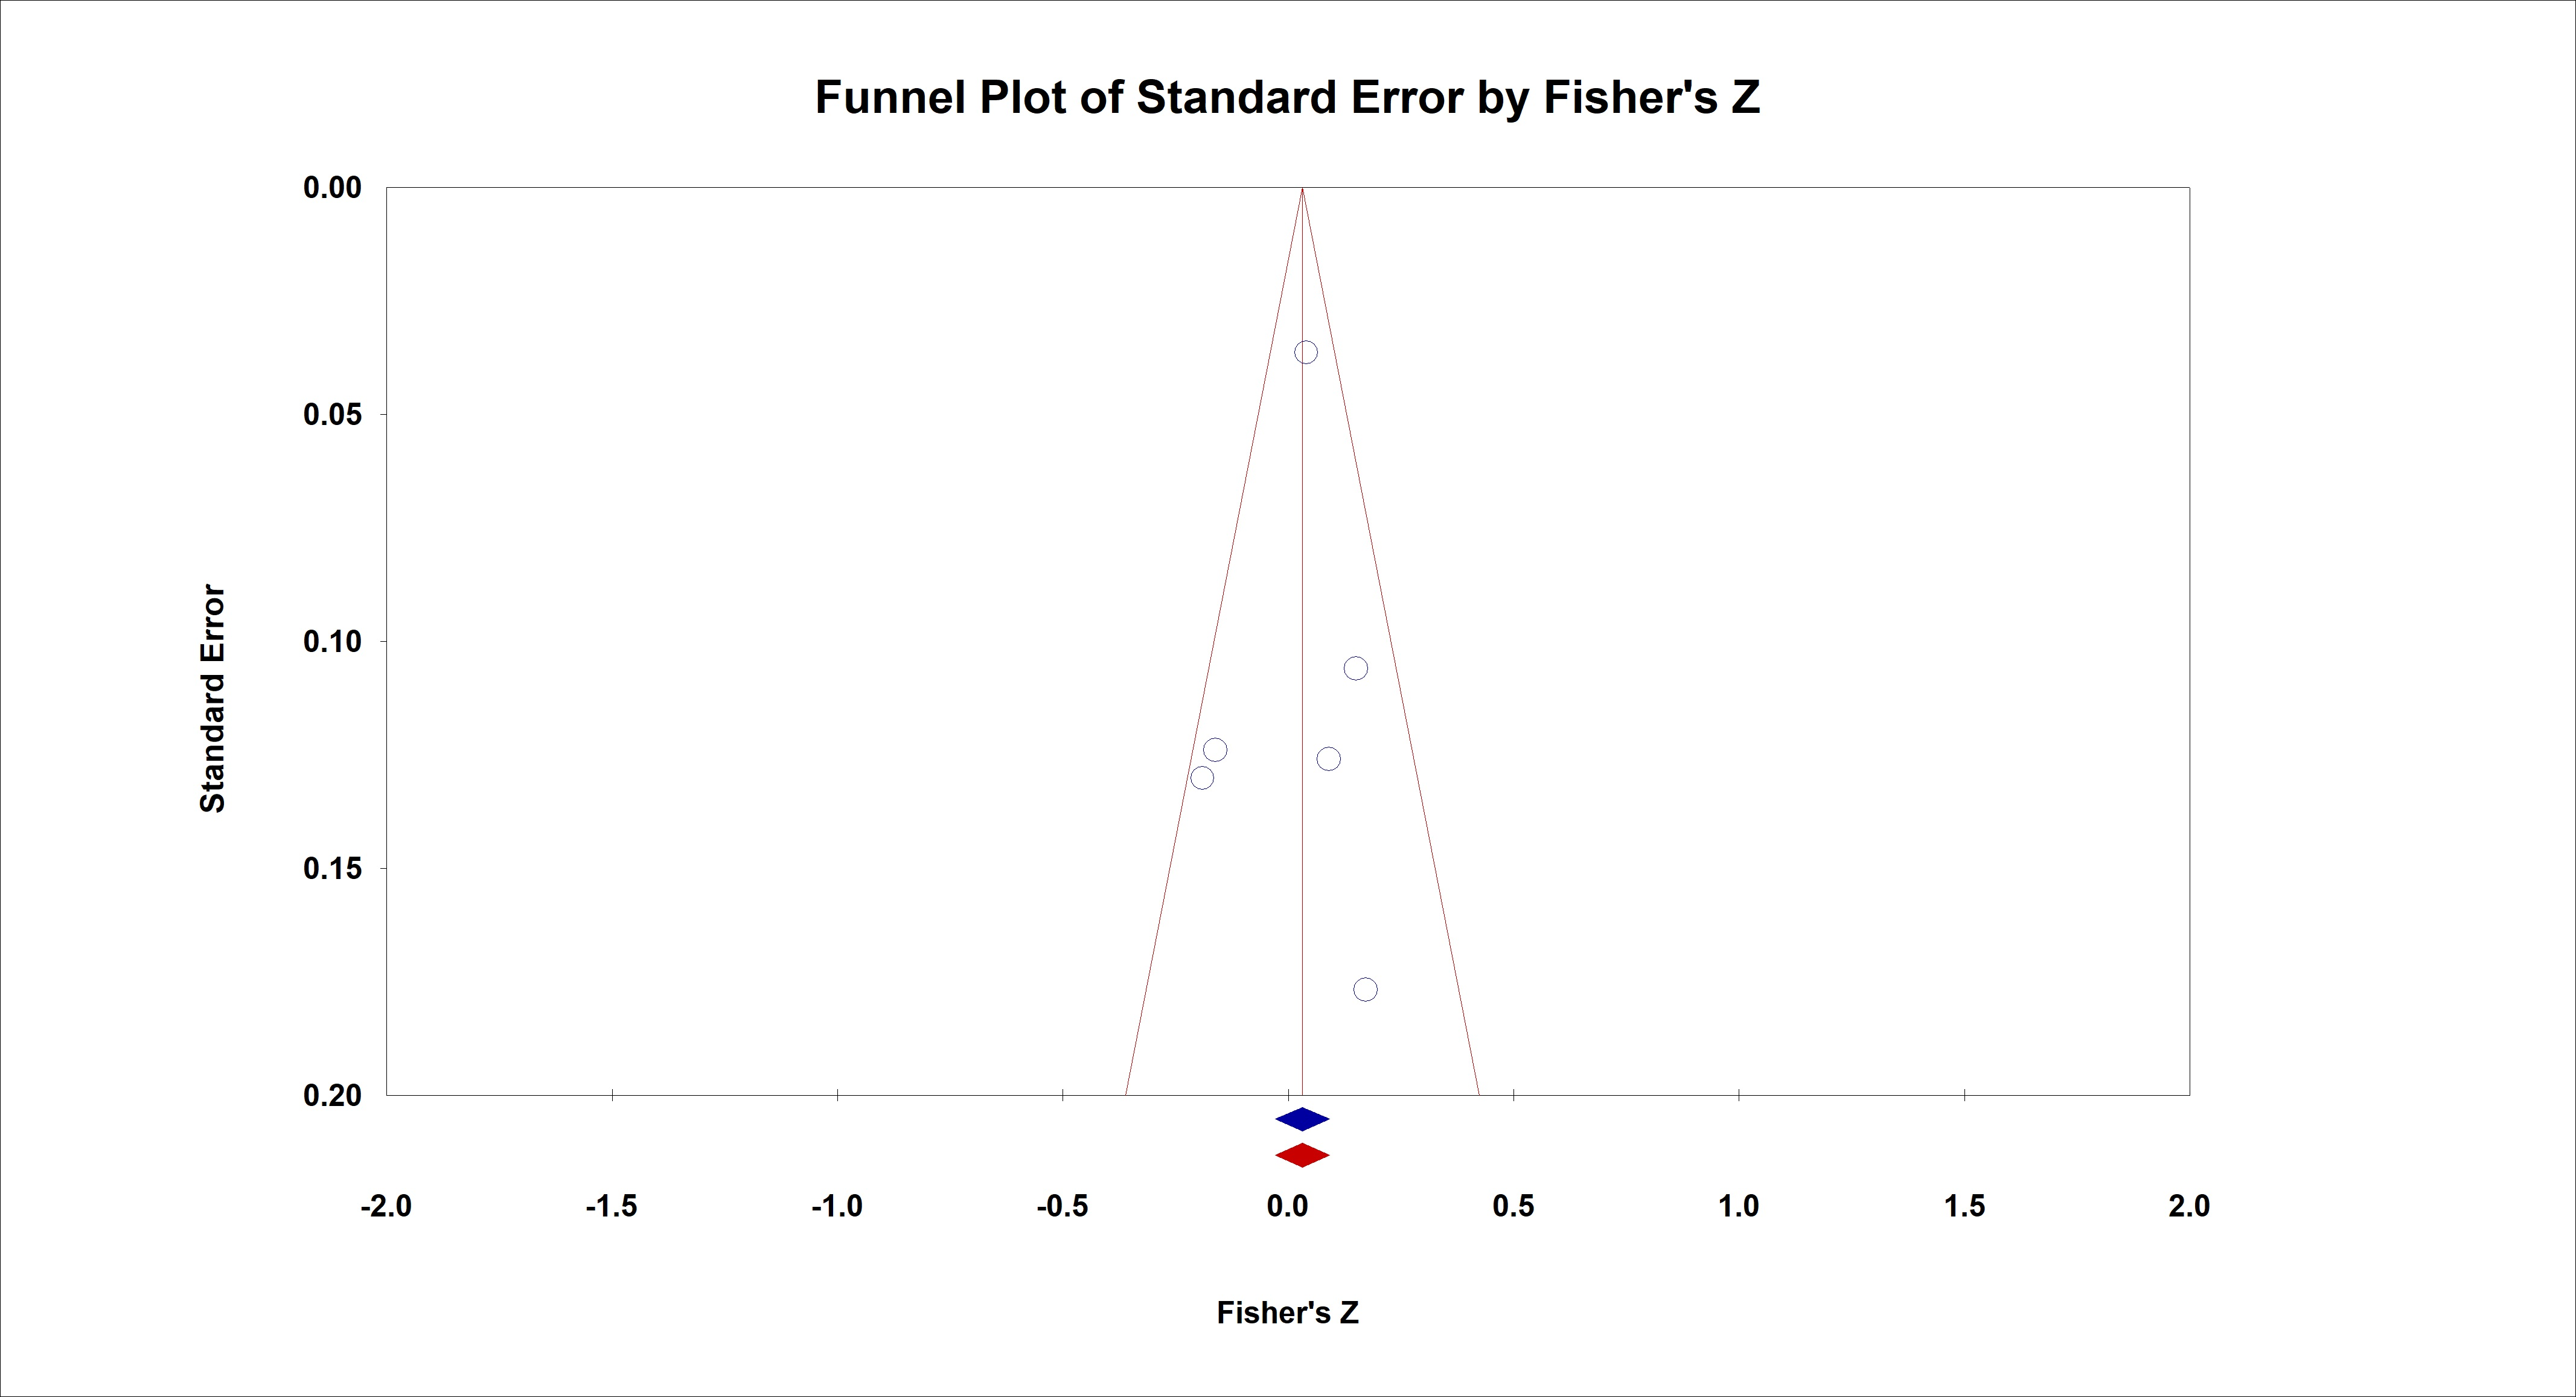 Funnel Plot of Standard Error by Fisher's Z
0.00
0.05
0.10
0.15
0.20
Standard Error
-2.0 -1.5 -1.0 -0.5 0.0 0.5 1.0 1.5 2.0
Fisher's Z